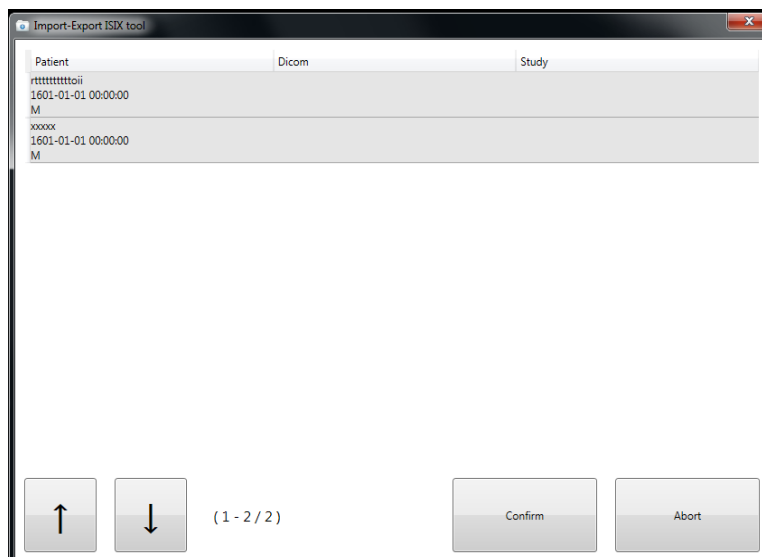 Import-Export ISIX tool
X
Patient Dicom Study
rttttttttttoii
1601-01-01 00:00:00
M
xxxxx
1601-01-01 00:00:00
M
↑ ↓ ( 1 - 2 / 2 ) Confirm Abort